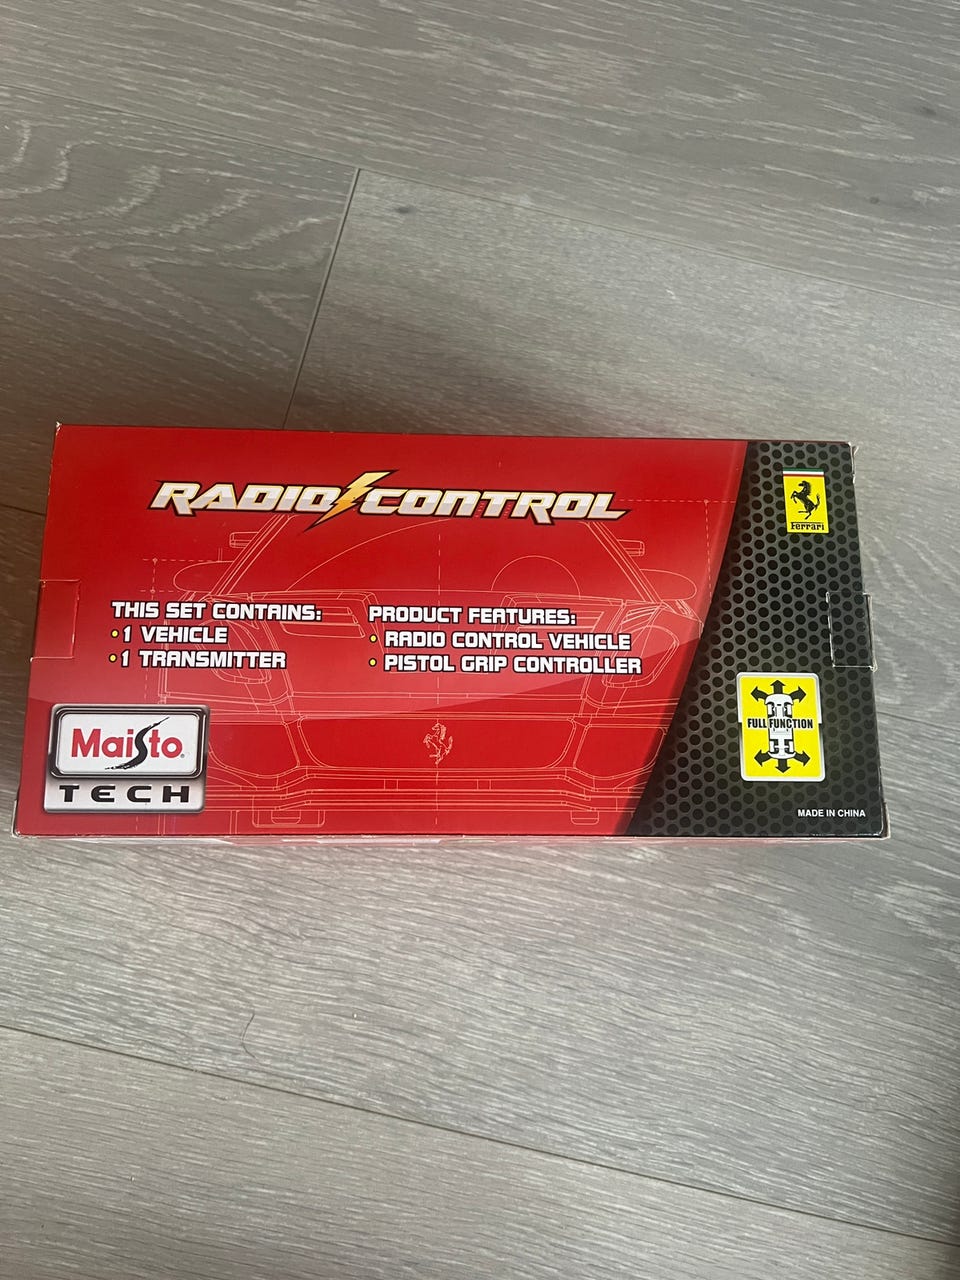 RADIO CONTROL
Ferrari
THIS SET CONTAINS:
• 1 VEHICLE
• 1 TRANSMITTER
PRODUCT FEATURES:
• RADIO CONTROL VEHICLE
• PISTOL GRIP CONTROLLER
Maisto®
TECH
FULL FUNCTION
MADE IN CHINA